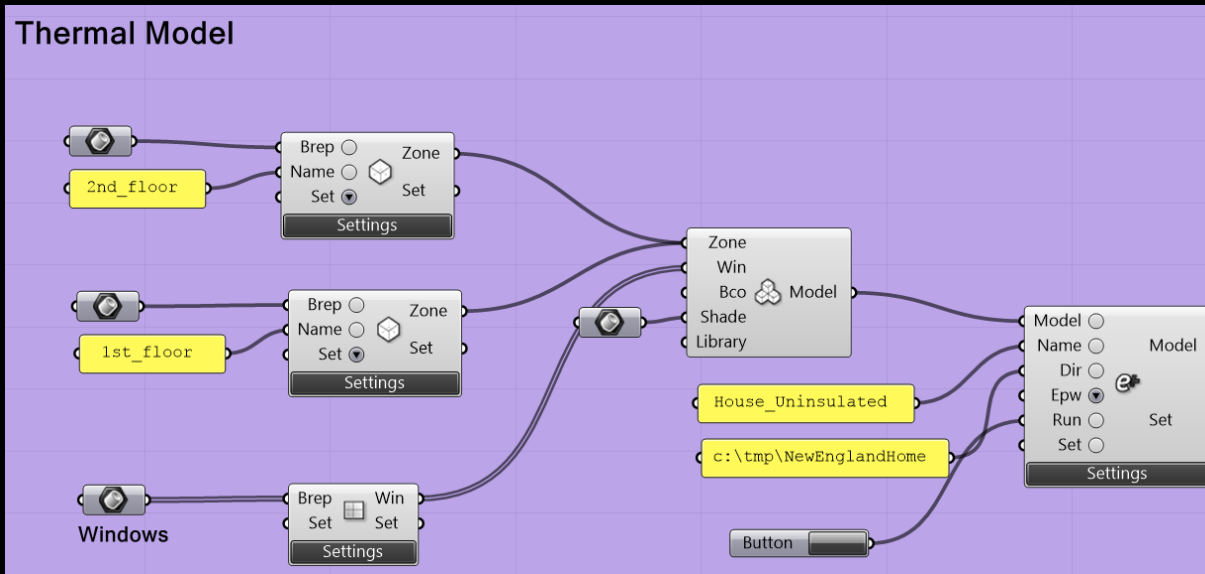 Thermal Model
Brep Zone
Name
Set Set
Settings
2nd_floor
Brep Zone
Name
Set Set
Settings
1st_floor
Brep Win
Set Set
Settings
Windows
Zone
Win
Bco Model
Shade
Library
House_Uninsulated
c:\tmp\NewEnglandHome
Button
Model
Name Model
Dir
Epw
Run Set
Set
Settings
e+